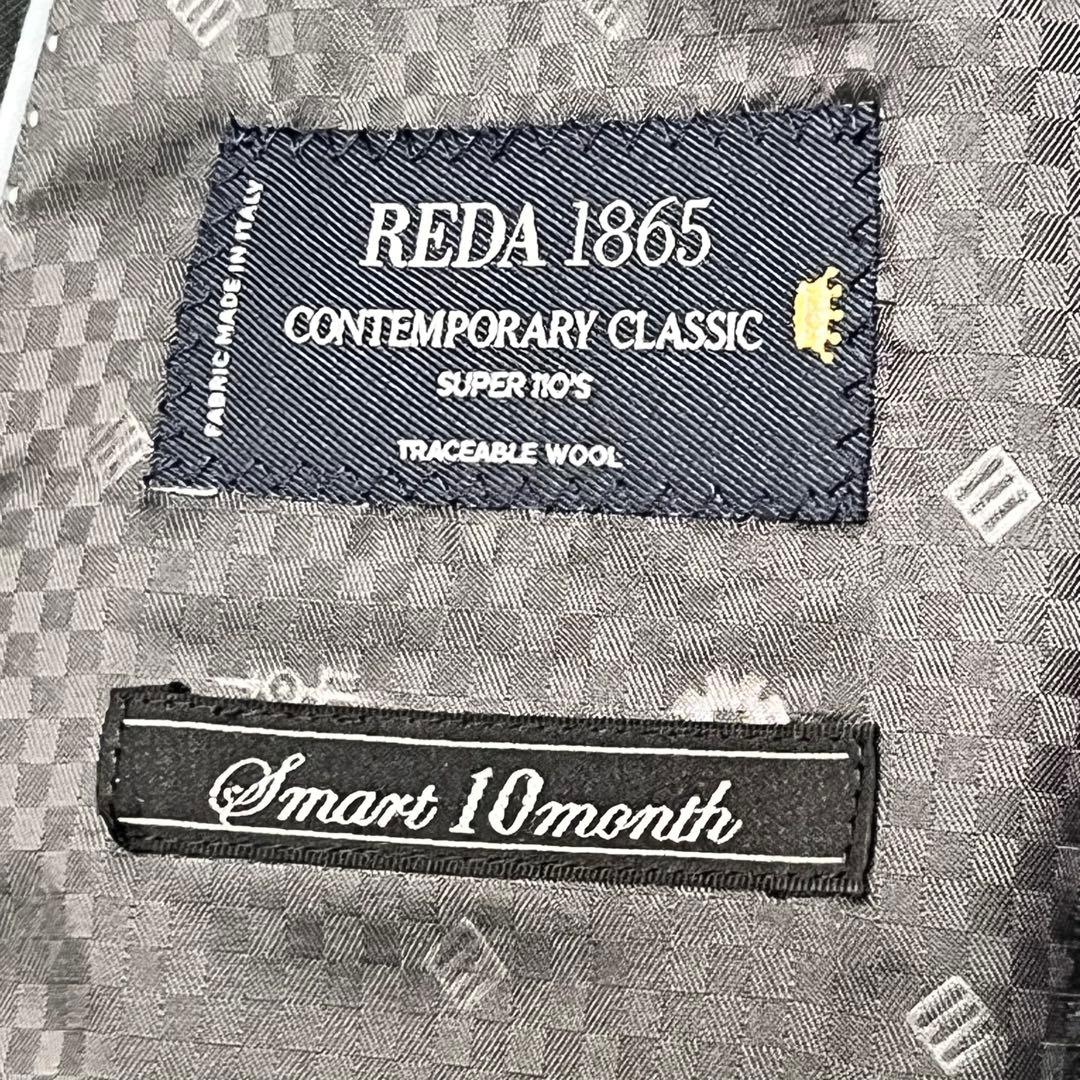 REDA 1865
CONTEMPORARY CLASSIC
SUPER 110'S
TRACEABLE WOOL
FABRIC MADE IN ITALY
Smart 10month